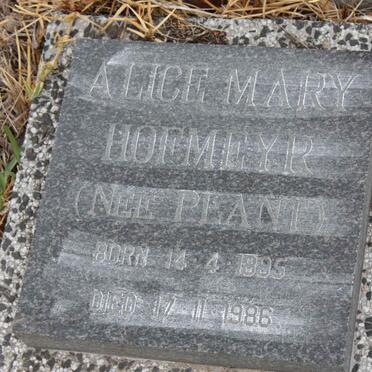 ALICE MARY
HOFMEYR
(NEE PLANT)
BORN 14-4-1895
DIED 17-11-1986